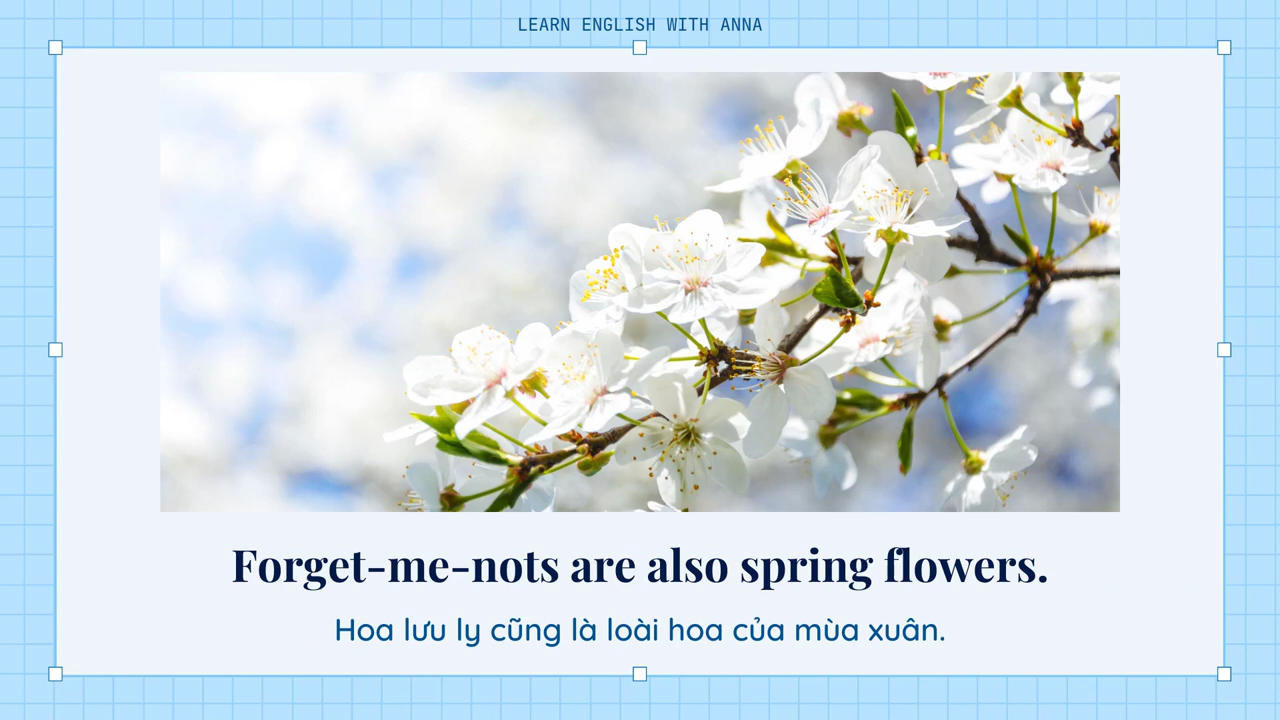 LEARN ENGLISH WITH ANNA
Forget-me-nots are also spring flowers.
Hoa lưu ly cũng là loài hoa của mùa xuân.